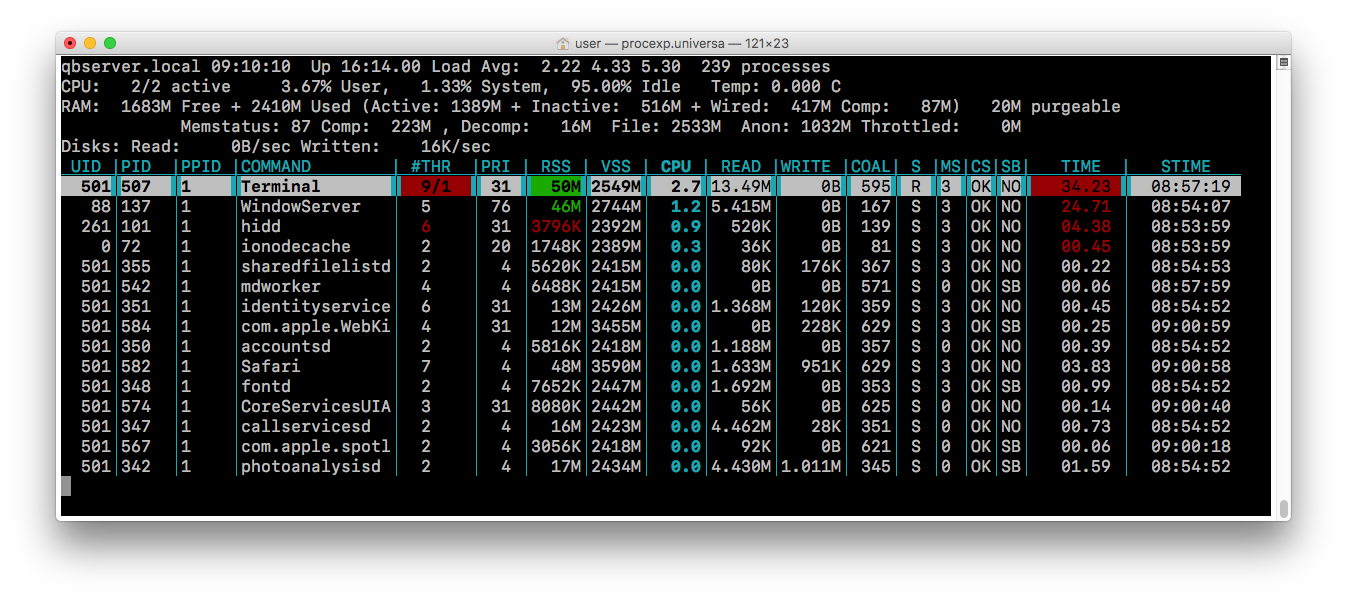 user — procexp.universa — 121×23
qbserver.local 09:10:10  Up 16:14.00 Load Avg:  2.22 4.33 5.30  239 processes
CPU:   2/2 active     3.67% User,   1.33% System,  95.00% Idle   Temp: 0.000 C
RAM:  1683M Free + 2410M Used (Active: 1389M + Inactive:  516M + Wired:  417M Comp:   87M)   20M purgeable
Memstatus: 87 Comp:  223M , Decomp:   16M  File: 2533M  Anon: 1032M Throttled:    0M
Disks: Read:     0B/sec Written:    16K/sec
UID |PID |PPID |COMMAND | #THR |PRI | RSS | VSS | CPU | READ |WRITE |COAL| S |MS|CS|SB| TIME | STIME
501|507 |1 |Terminal | 9/1 | 31 | 50M|2549M| 2.7|13.49M| 0B| 595| R |3 |OK|NO| 34.23 | 08:57:19
88|137 |1 |WindowServer | 5 | 76 | 46M|2744M| 1.2|5.415M| 0B| 167| S |3 |OK|NO| 24.71 | 08:54:07
261|101 |1 |hidd | 6 | 31 |3796K|2392M| 0.9| 520K| 0B| 139| S |3 |OK|NO| 04.38 | 08:53:59
0|72 |1 |ionodecache | 2 | 20 |1748K|2389M| 0.3| 36K| 0B| 81| S |3 |OK|NO| 00.45 | 08:53:59
501|355 |1 |sharedfilelistd| 2 | 4 |5620K|2415M| 0.0| 80K| 176K| 367| S |3 |OK|NO| 00.22 | 08:54:53
501|542 |1 |mdworker | 4 | 4 |6488K|2415M| 0.0| 0B| 0B| 571| S |0 |OK|SB| 00.06 | 08:57:59
501|351 |1 |identityservice| 6 | 31 | 13M|2426M| 0.0|1.368M| 120K| 359| S |3 |OK|NO| 00.45 | 08:54:52
501|584 |1 |com.apple.WebKi| 4 | 31 | 12M|3455M| 0.0| 0B| 228K| 629| S |3 |OK|SB| 00.25 | 09:00:59
501|350 |1 |accountsd | 2 | 4 |5816K|2418M| 0.0|1.188M| 0B| 357| S |0 |OK|NO| 00.39 | 08:54:52
501|582 |1 |Safari | 7 | 4 | 48M|3590M| 0.0|1.633M| 951K| 629| S |3 |OK|NO| 03.83 | 09:00:58
501|348 |1 |fontd | 2 | 4 |7652K|2447M| 0.0|1.692M| 0B| 353| S |3 |OK|SB| 00.99 | 08:54:52
501|574 |1 |CoreServicesUIA| 3 | 31 |8080K|2442M| 0.0| 56K| 0B| 625| S |3 |OK|NO| 00.14 | 09:00:40
501|347 |1 |callservicesd | 2 | 4 | 16M|2423M| 0.0|4.462M| 28K| 351| S |0 |OK|NO| 00.73 | 08:54:52
501|567 |1 |com.apple.spotl| 2 | 4 |3056K|2418M| 0.0| 92K| 0B| 621| S |0 |OK|SB| 00.06 | 09:00:18
501|342 |1 |photoanalysisd | 2 | 4 | 17M|2434M| 0.0|4.430M|1.011M| 345| S |0 |OK|SB| 01.59 | 08:54:52